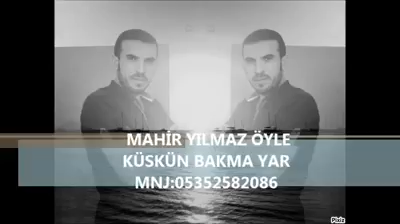 MAHİR YILMAZ ÖYLE
KÜSKÜN BAKMA YAR
MNJ:05352582086